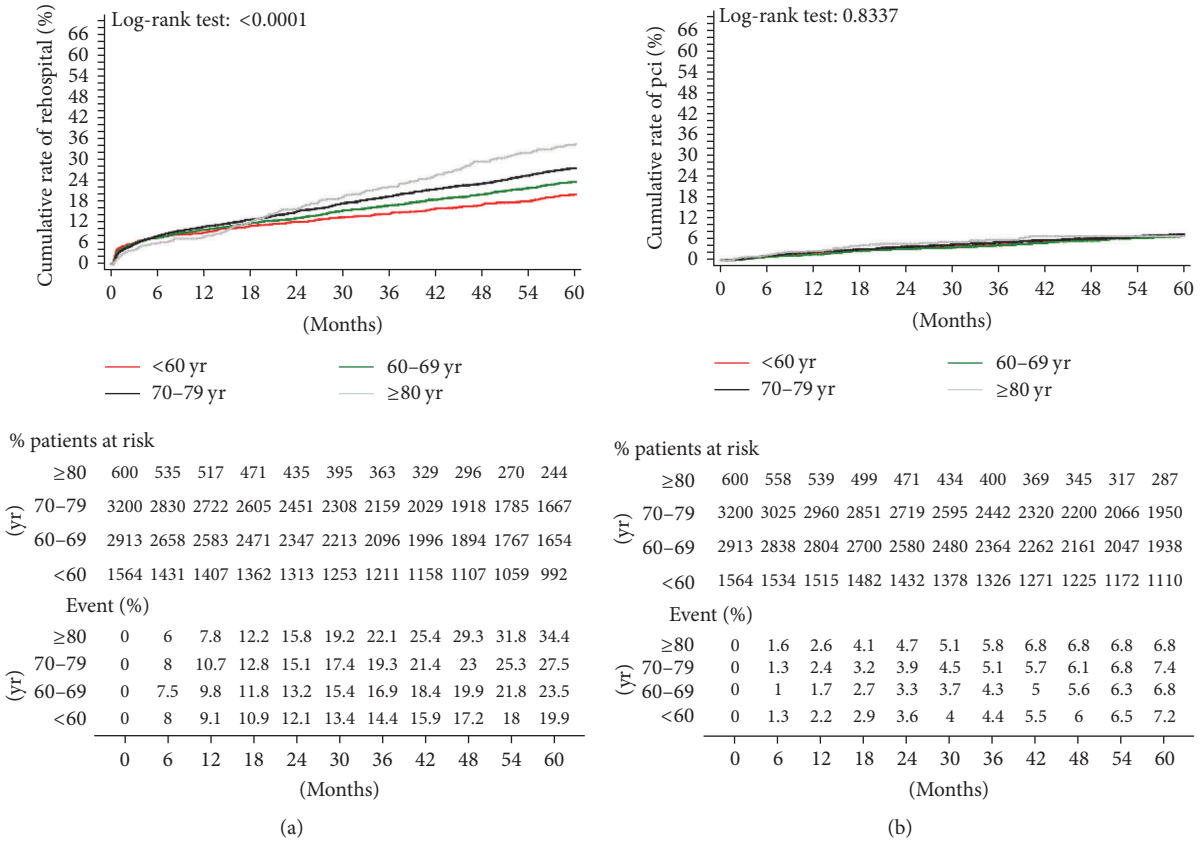 Log-rank test: <0.0001
Cumulative rate of rehospital (%)
66
60
54
48
42
36
30
24
18
12
6
0
0 6 12 18 24 30 36 42 48 54 60
(Months)
<60 yr 60–69 yr
70–79 yr ≥80 yr
% patients at risk
(yr)
≥80 600 535 517 471 435 395 363 329 296 270 244
70–79 3200 2830 2722 2605 2451 2308 2159 2029 1918 1785 1667
60–69 2913 2658 2583 2471 2347 2213 2096 1996 1894 1767 1654
<60 1564 1431 1407 1362 1313 1253 1211 1158 1107 1059 992
Event (%)
(yr)
≥80 0 6 7.8 12.2 15.8 19.2 22.1 25.4 29.3 31.8 34.4
70–79 0 8 10.7 12.8 15.1 17.4 19.3 21.4 23 25.3 27.5
60–69 0 7.5 9.8 11.8 13.2 15.4 16.9 18.4 19.9 21.8 23.5
<60 0 8 9.1 10.9 12.1 13.4 14.4 15.9 17.2 18 19.9
0 6 12 18 24 30 36 42 48 54 60
(Months)
(a)
Log-rank test: 0.8337
Cumulative rate of pci (%)
66
60
54
48
42
36
30
24
18
12
6
0
0 6 12 18 24 30 36 42 48 54 60
(Months)
<60 yr 60–69 yr
70–79 yr ≥80 yr
% patients at risk
(yr)
≥80 600 558 539 499 471 434 400 369 345 317 287
70–79 3200 3025 2960 2851 2719 2595 2442 2320 2200 2066 1950
60–69 2913 2838 2804 2700 2580 2480 2364 2262 2161 2047 1938
<60 1564 1534 1515 1482 1432 1378 1326 1271 1225 1172 1110
Event (%)
(yr)
≥80 0 1.6 2.6 4.1 4.7 5.1 5.8 6.8 6.8 6.8 6.8
70–79 0 1.3 2.4 3.2 3.9 4.5 5.1 5.7 6.1 6.8 7.4
60–69 0 1 1.7 2.7 3.3 3.7 4.3 5 5.6 6.3 6.8
<60 0 1.3 2.2 2.9 3.6 4 4.4 5.5 6 6.5 7.2
0 6 12 18 24 30 36 42 48 54 60
(Months)
(b)